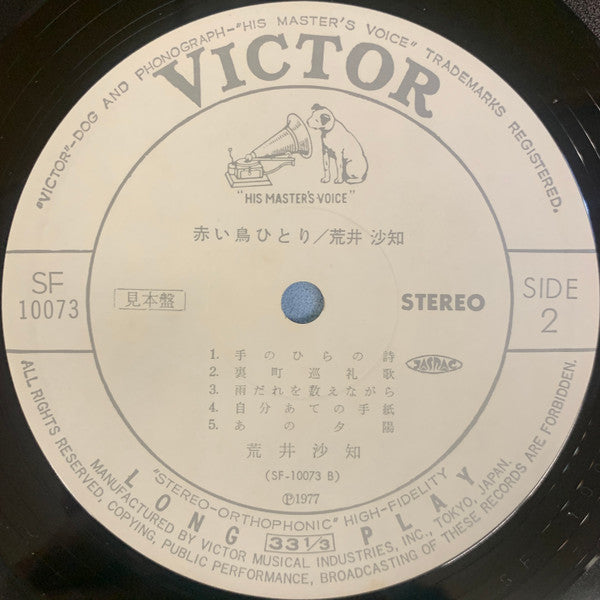 "VICTOR"–DOG AND PHONOGRAPH–"HIS MASTER'S VOICE" TRADEMARKS REGISTERED.
VICTOR
"HIS MASTER'S VOICE"
赤い鳥ひとり/荒井 沙知
SF
10073
見本盤
STEREO
SIDE
2
1. 手のひらの詩
2. 裏町巡礼歌
3. 雨だれを数えながら
4. 自分あての手紙
5. あの夕陽
JASRAC
荒井沙知
(SF-10073 B)
Ⓟ1977
"STEREO-ORTHOPHONIC" HIGH-FIDELITY
LONG 33 1/3 PLAY
MANUFACTURED BY VICTOR MUSICAL INDUSTRIES, INC., TOKYO, JAPAN.
ALL RIGHTS RESERVED, COPYING, PUBLIC PERFORMANCE, BROADCASTING OF THESE RECORDS ARE FORBIDDEN.